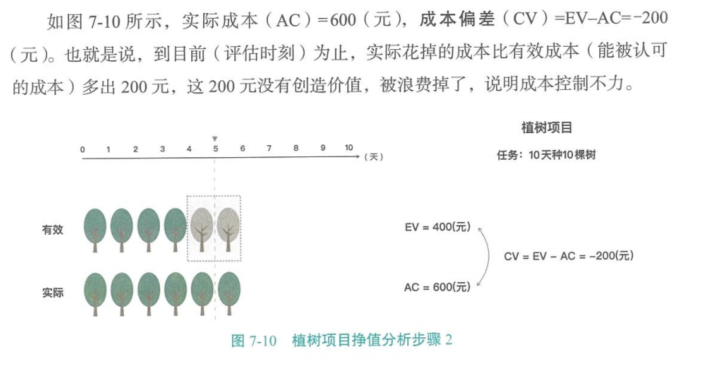 如图 7-10 所示，实际成本（AC）=600（元），成本偏差（CV）=EV–AC=-200
（元）。也就是说，到目前（评估时刻）为止，实际花掉的成本比有效成本（能被认可
的成本）多出 200 元，这 200 元没有创造价值，被浪费掉了，说明成本控制不力。
植树项目
任务：10天种10棵树
0 1 2 3 4 5 6 7 8 9 10 （天）
有效
EV = 400(元)
CV = EV – AC = –200(元)
实际
AC = 600(元)
图 7-10 植树项目挣值分析步骤 2